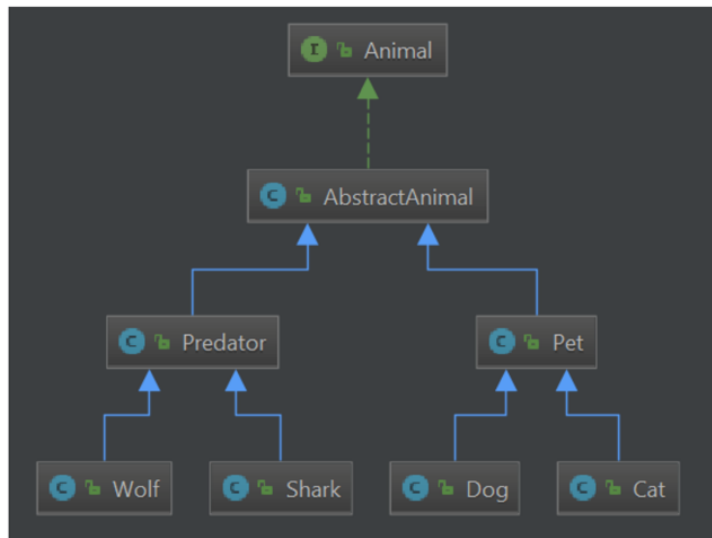 I Animal
C AbstractAnimal
C Predator
C Pet
C Wolf
C Shark
C Dog
C Cat